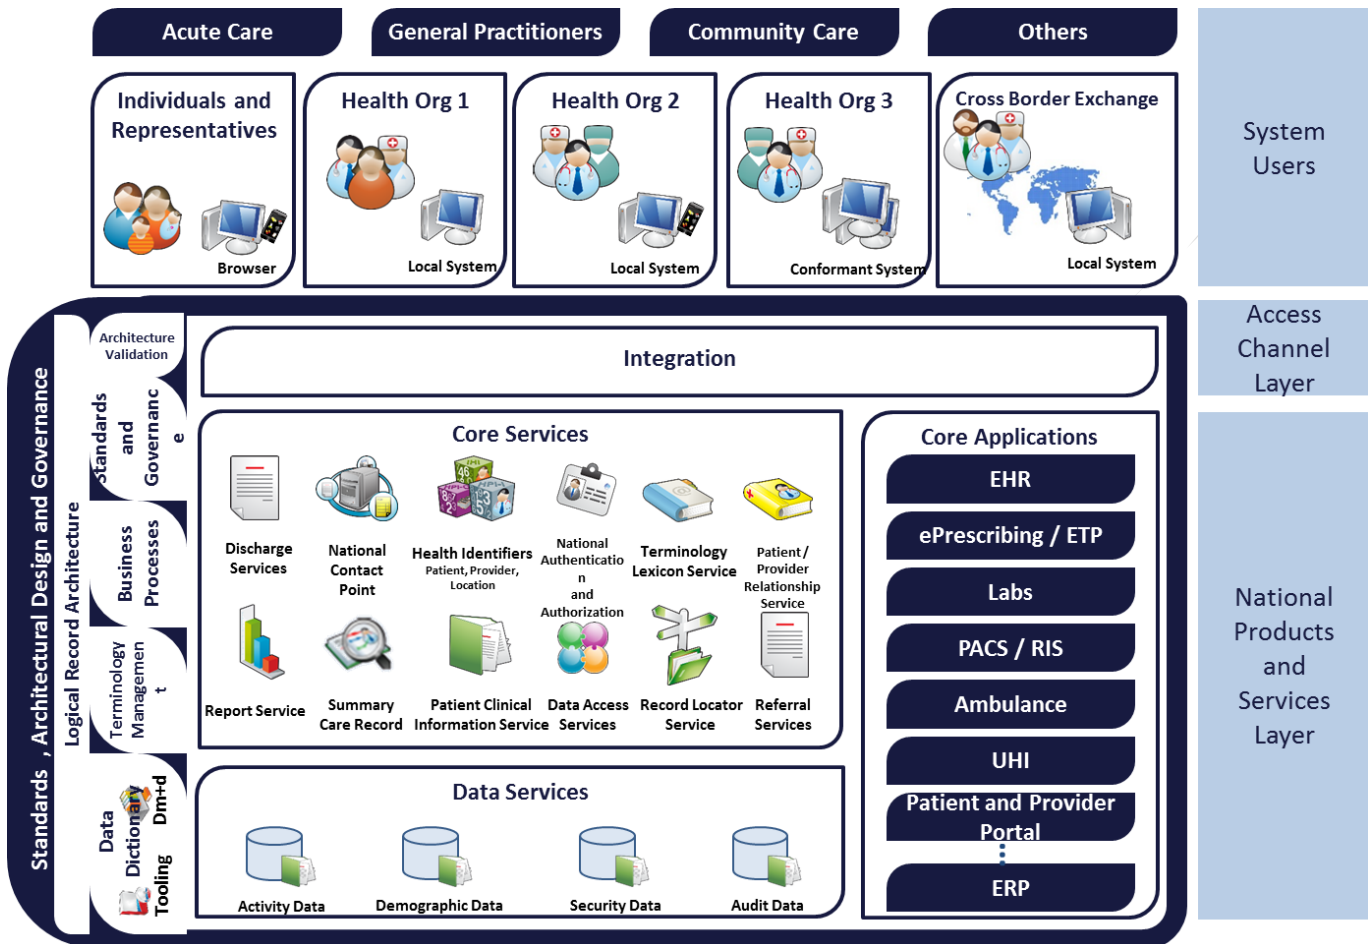 Acute Care
General Practitioners
Community Care
Others
Individuals and
Representatives
Browser
Health Org 1
Local System
Health Org 2
Local System
Health Org 3
Conformant System
Cross Border Exchange
Local System
System
Users
Access
Channel
Layer
National
Products
and
Services
Layer
Standards , Architectural Design and Governance
Logical Record Architecture
Architecture
Validation
Standards
and
Governanc
e
Business
Processes
Terminology
Managemen
t
Data
Dictionary
Dm+d
Tooling
Integration
Core Services
Discharge
Services
National
Contact
Point
Health Identifiers
Patient, Provider,
Location
National
Authenticatio
n
and
Authorization
Terminology
Lexicon Service
Patient /
Provider
Relationship
Service
Report Service
Summary
Care Record
Patient Clinical
Information Service
Data Access
Services
Record Locator
Service
Referral
Services
Data Services
Activity Data
Demographic Data
Security Data
Audit Data
Core Applications
EHR
ePrescribing / ETP
Labs
PACS / RIS
Ambulance
UHI
Patient and Provider
Portal
ERP